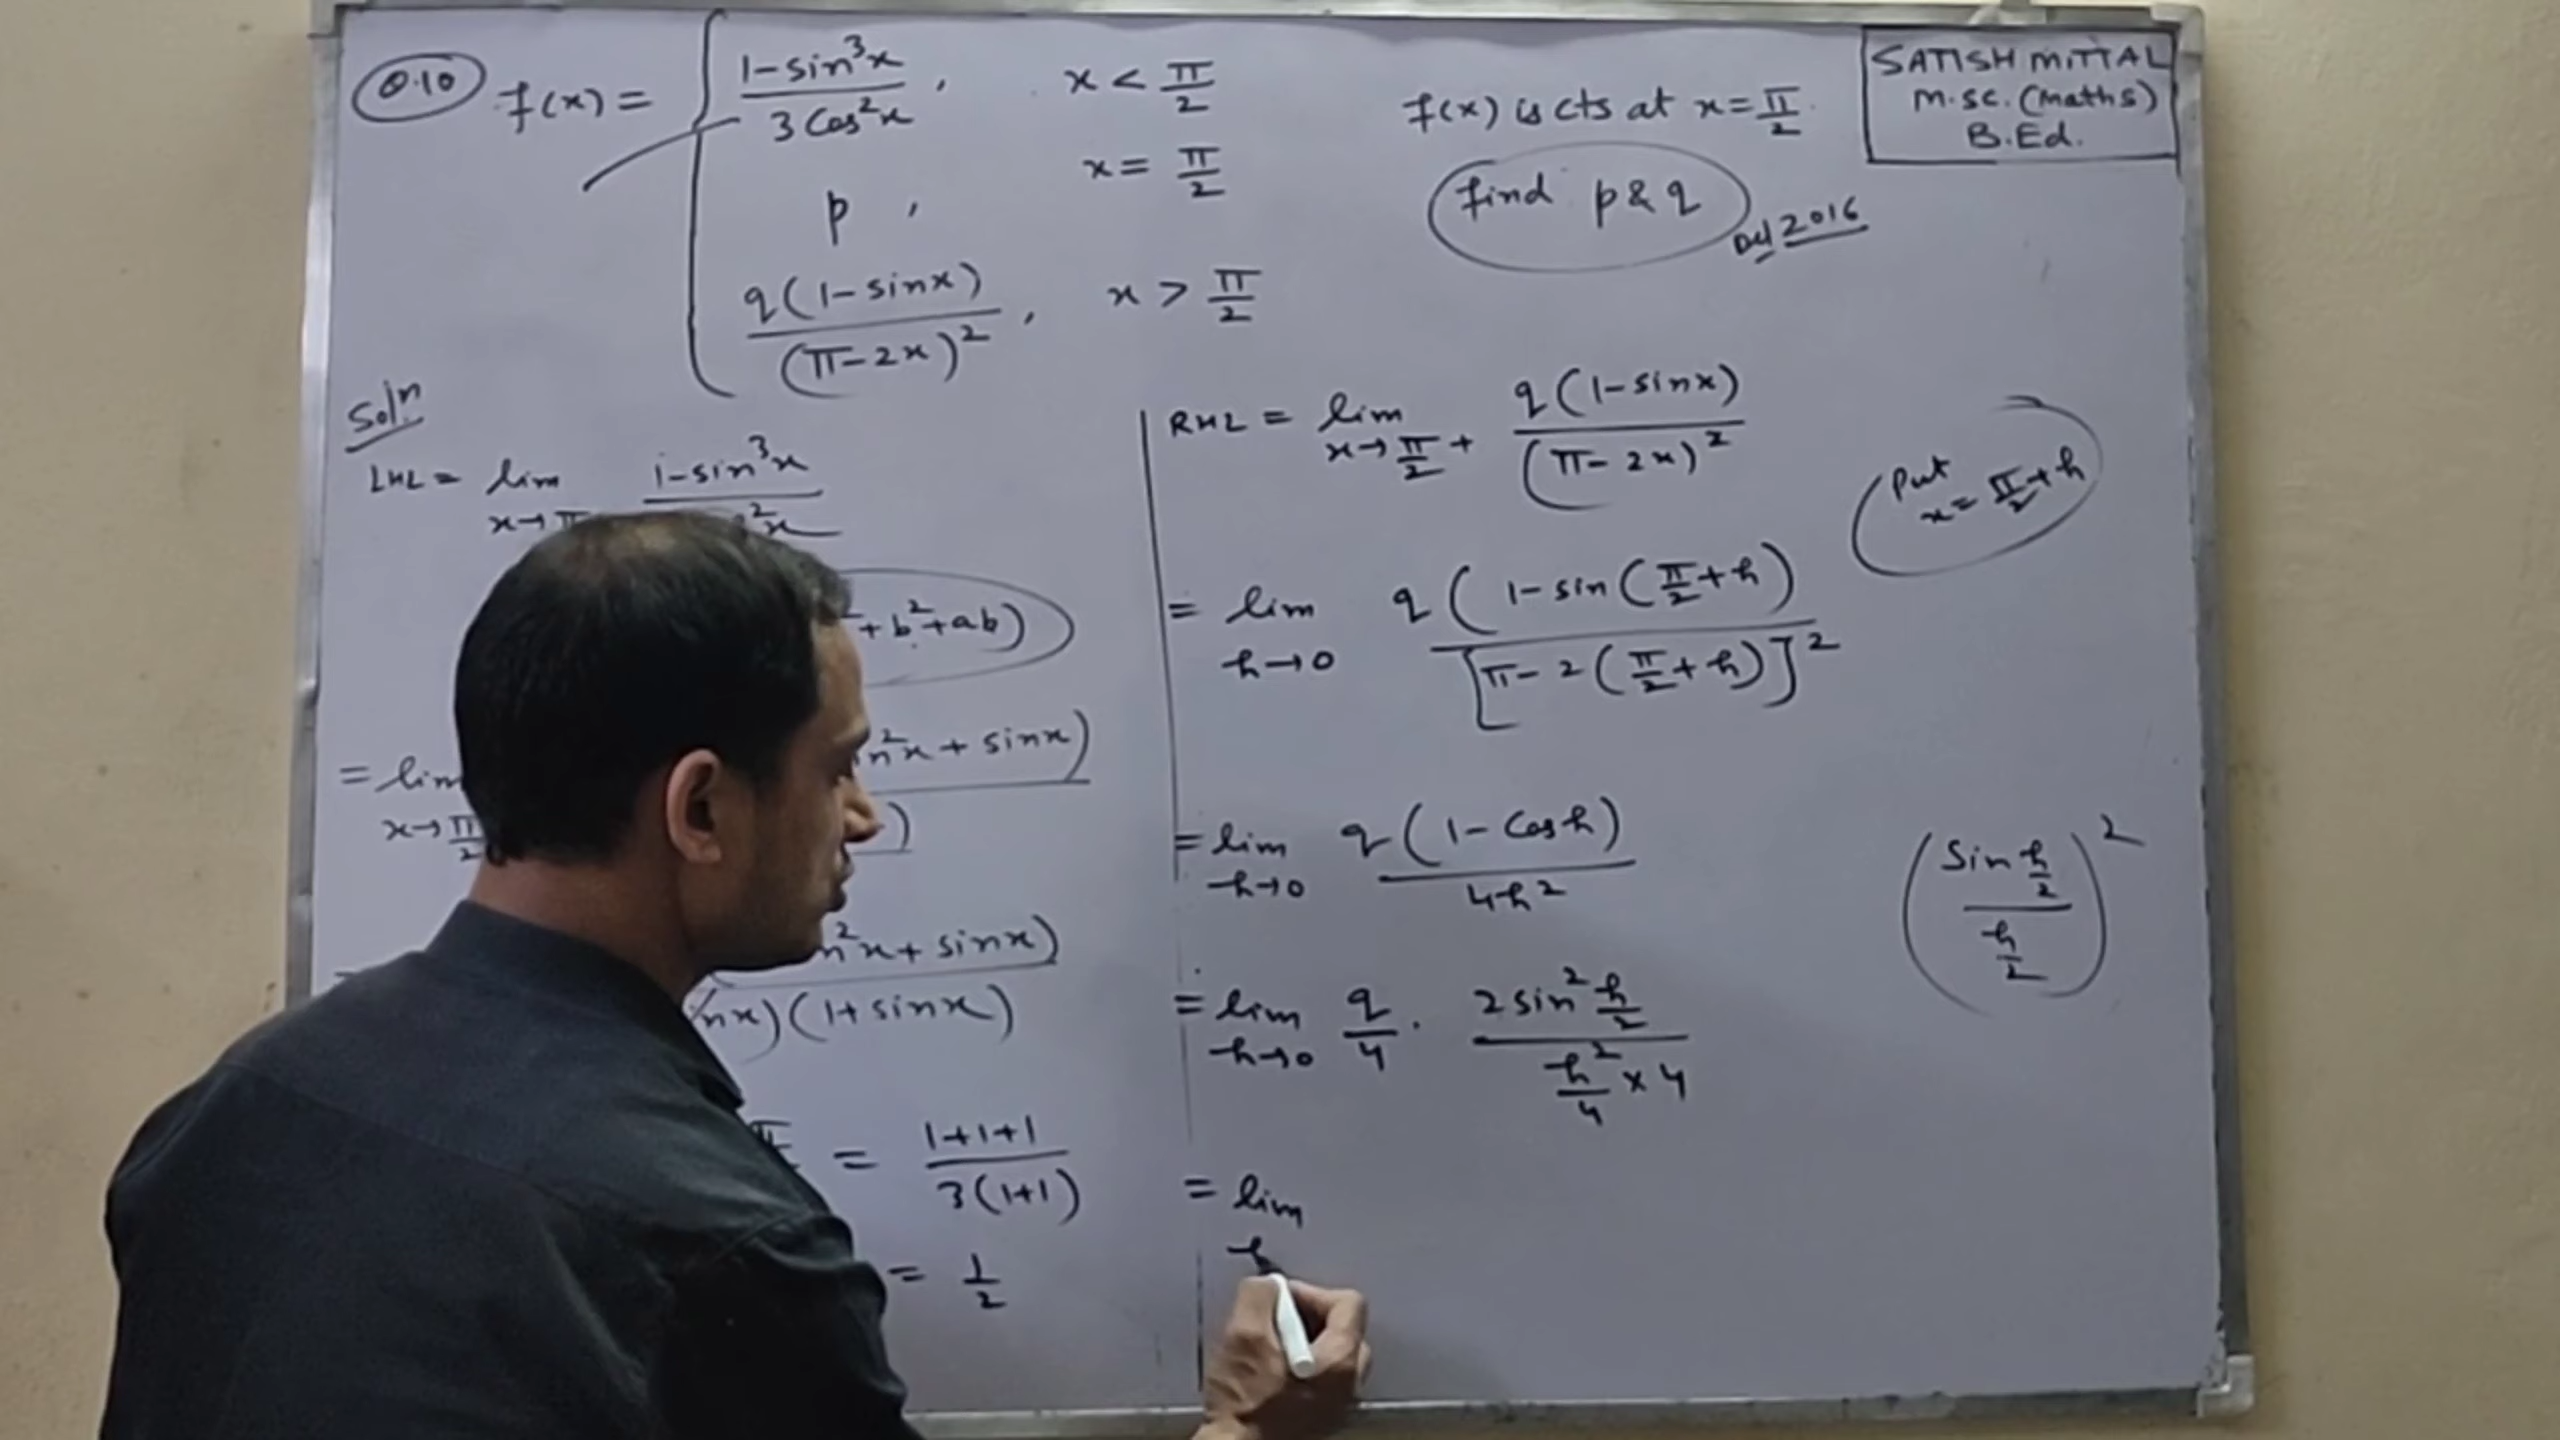 Q.10 f(x) = { 1-sin³x / 3Cos²x , x < π/2
p , x = π/2
q(1-sinx) / (π-2x)² , x > π/2
f(x) is cts at x = π/2
find p & q
Del 2016
SATISH MITTAL
M.SC. (Maths)
B.Ed.
Solⁿ.
LHL = lim x→π 1-sin³x / ²x
+ b² + ab)
= lim x→π/2 n²x + sinx) / )
n²x + sinx) / nx)(1+sinx)
π = 1+1+1 / 3(1+1)
= 1/2
RHL = lim x→π/2+ q(1-sinx) / (π-2x)²
Put
x = π/2+h
= lim h→0 q(1-sin(π/2+h) / [π-2(π/2+h)]²
= lim h→0 q(1-Cosh) / 4h²
(Sin h/2 / h/2)²
= lim h→0 q/4 . 2sin² h/2 / h²/4 × 4
= lim h